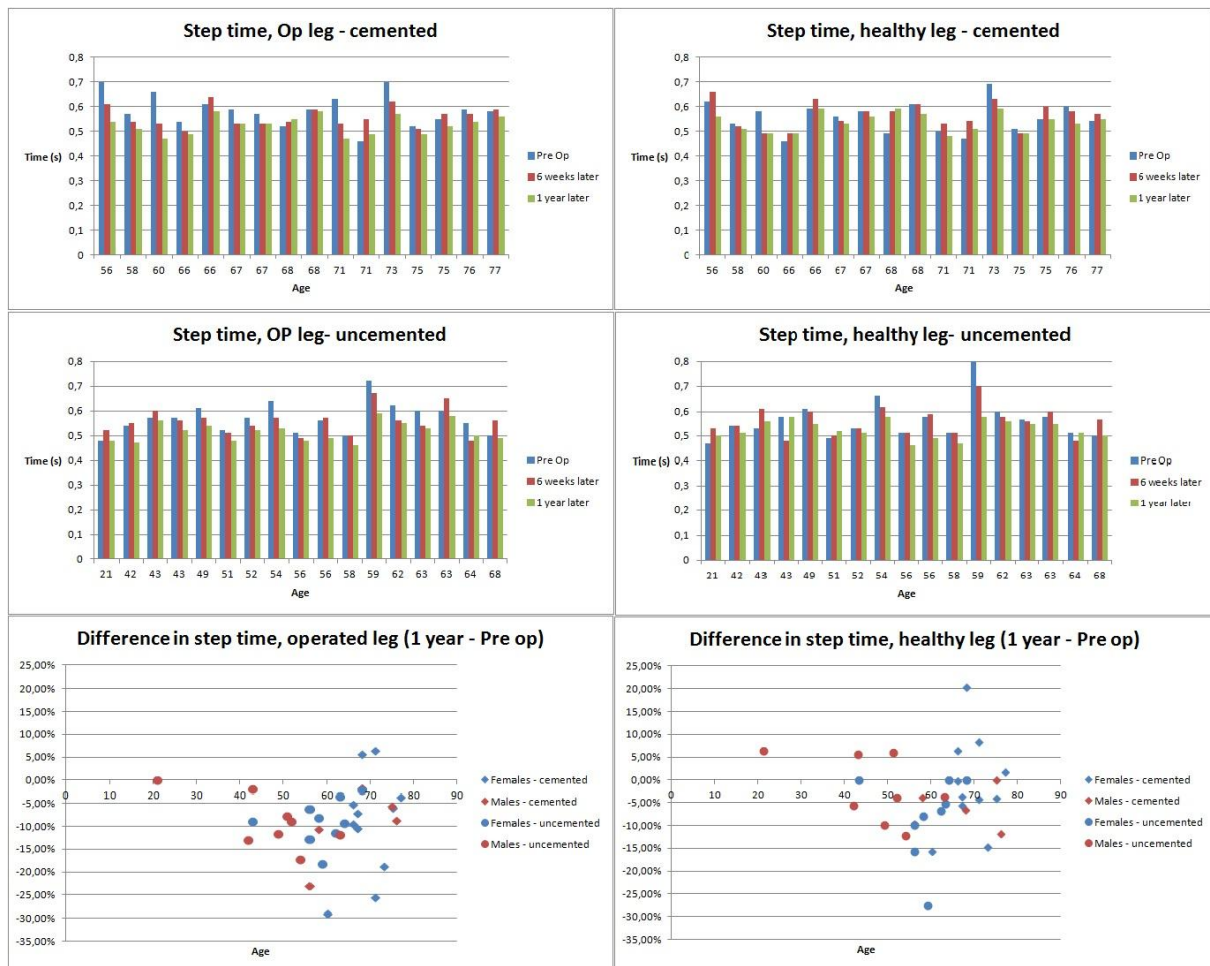 Step time, Op leg - cemented
0,8
0,7
0,6
0,5
Time (s)
0,4
0,3
0,2
0,1
0
56 58 60 66 66 67 67 68 68 71 71 73 75 75 76 77
Age
Pre Op
6 weeks later
1 year later
Step time, healthy leg - cemented
0,8
0,7
0,6
0,5
Time (s)
0,4
0,3
0,2
0,1
0
56 58 60 66 66 67 67 68 68 71 71 73 75 75 76 77
Age
Pre Op
6 weeks later
1 year later
Step time, OP leg- uncemented
0,8
0,7
0,6
0,5
Time (s)
0,4
0,3
0,2
0,1
0
21 42 43 43 49 51 52 54 56 56 58 59 62 63 63 64 68
Age
Pre Op
6 weeks later
1 year later
Step time, healthy leg- uncemented
0,8
0,7
0,6
0,5
Time (s)
0,4
0,3
0,2
0,1
0
21 42 43 43 49 51 52 54 56 56 58 59 62 63 63 64 68
Age
Pre Op
6 weeks later
1 year later
Difference in step time, operated leg (1 year - Pre op)
25,00%
20,00%
15,00%
10,00%
5,00%
0,00%
-5,00%
-10,00%
-15,00%
-20,00%
-25,00%
-30,00%
-35,00%
0 10 20 30 40 50 60 70 80 90
Age
Females - cemented
Males - cemented
Females - uncemented
Males - uncemented
Difference in step time, healthy leg (1 year - Pre op)
25,00%
20,00%
15,00%
10,00%
5,00%
0,00%
-5,00%
-10,00%
-15,00%
-20,00%
-25,00%
-30,00%
-35,00%
0 10 20 30 40 50 60 70 80 90
Age
Females - cemented
Males - cemented
Females - uncemented
Males - uncemented